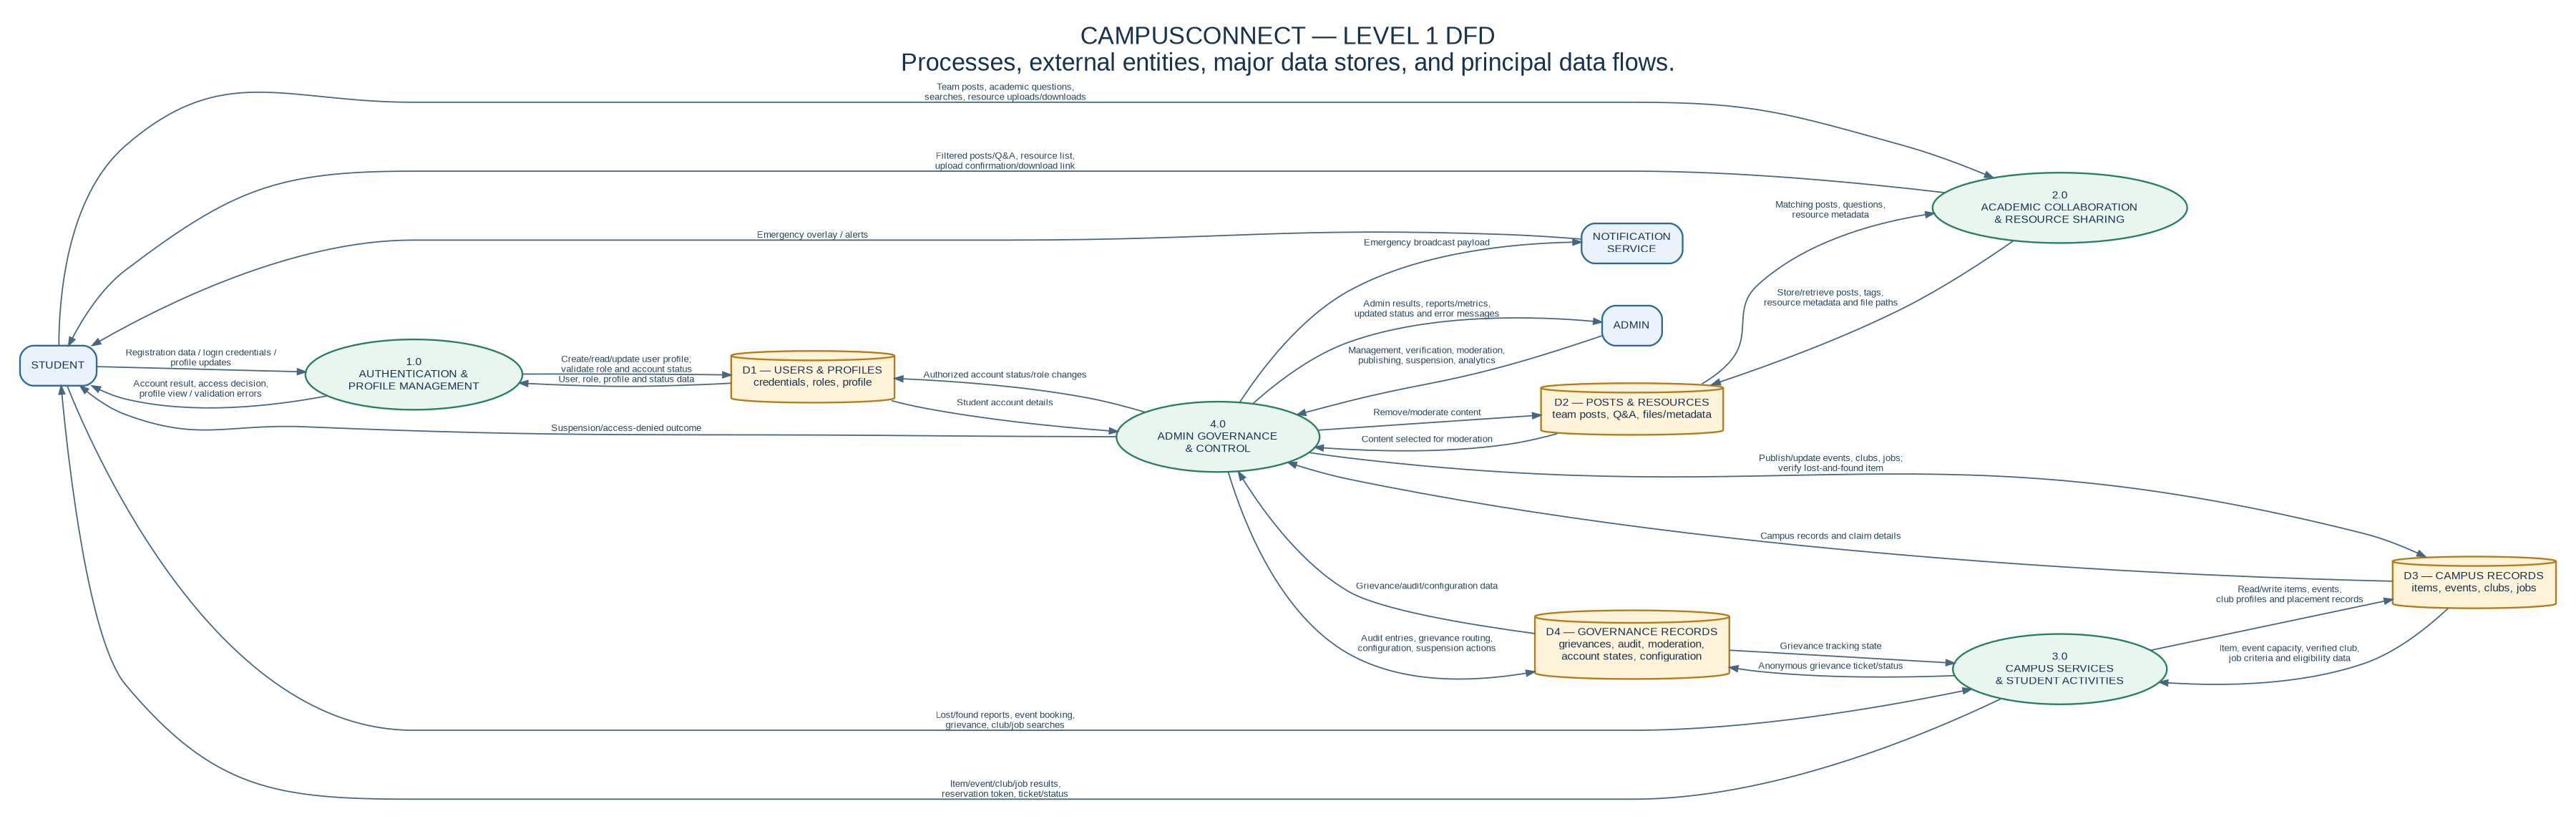 CAMPUSCONNECT — LEVEL 1 DFD
Processes, external entities, major data stores, and principal data flows.
Team posts, academic questions,
searches, resource uploads/downloads
Filtered posts/Q&A, resource list,
upload confirmation/download link
2.0
ACADEMIC COLLABORATION
& RESOURCE SHARING
Matching posts, questions,
resource metadata
Emergency overlay / alerts
Emergency broadcast payload
NOTIFICATION
SERVICE
Store/retrieve posts, tags,
resource metadata and file paths
Admin results, reports/metrics,
updated status and error messages
ADMIN
Management, verification, moderation,
publishing, suspension, analytics
STUDENT
Registration data / login credentials /
profile updates
Account result, access decision,
profile view / validation errors
1.0
AUTHENTICATION &
PROFILE MANAGEMENT
Create/read/update user profile;
validate role and account status
User, role, profile and status data
D1 — USERS & PROFILES
credentials, roles, profile
Authorized account status/role changes
Student account details
Suspension/access-denied outcome
4.0
ADMIN GOVERNANCE
& CONTROL
Remove/moderate content
Content selected for moderation
D2 — POSTS & RESOURCES
team posts, Q&A, files/metadata
Publish/update events, clubs, jobs;
verify lost-and-found item
Campus records and claim details
D3 — CAMPUS RECORDS
items, events, clubs, jobs
Read/write items, events,
club profiles and placement records
Grievance/audit/configuration data
Audit entries, grievance routing,
configuration, suspension actions
D4 — GOVERNANCE RECORDS
grievances, audit, moderation,
account states, configuration
Grievance tracking state
Anonymous grievance ticket/status
3.0
CAMPUS SERVICES
& STUDENT ACTIVITIES
Item, event capacity, verified club,
job criteria and eligibility data
Lost/found reports, event booking,
grievance, club/job searches
Item/event/club/job results,
reservation token, ticket/status